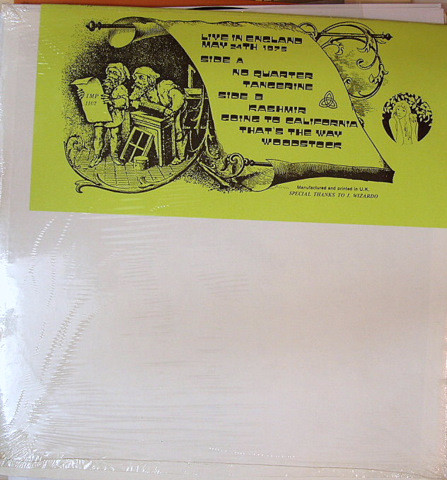 LIVE IN ENGLAND
MAY 24TH 1975
SIDE A
NO QUARTER
TANGERINE
SIDE B
KASHMIR
GOING TO CALIFORNIA
THAT'S THE WAY
WOODSTOCK
IMP
Manufactured and printed in U.K.
SPECIAL THANKS TO J. WIZARDO